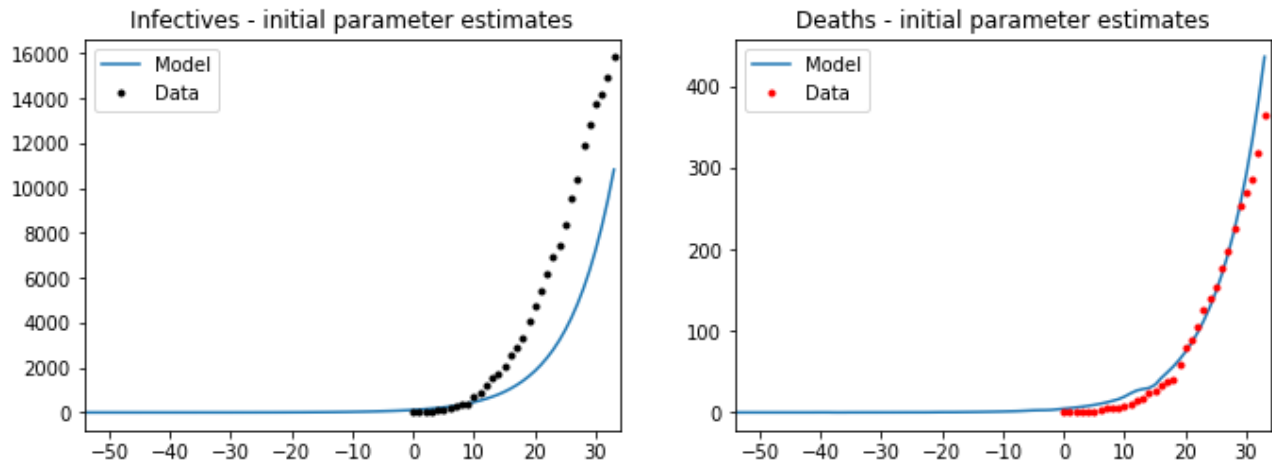 Infectives - initial parameter estimates
16000
14000
12000
10000
8000
6000
4000
2000
0
Model
Data
−50 −40 −30 −20 −10 0 10 20 30
Deaths - initial parameter estimates
400
300
200
100
0
Model
Data
−50 −40 −30 −20 −10 0 10 20 30